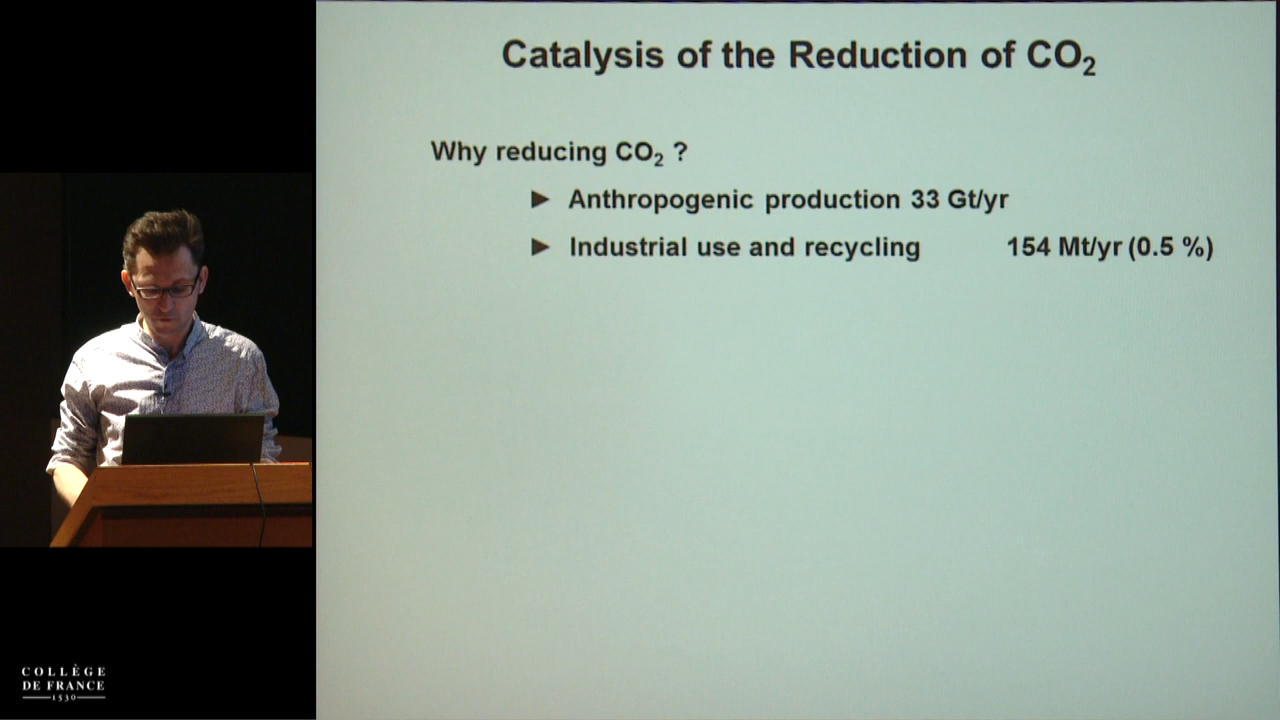 Catalysis of the Reduction of CO₂
Why reducing CO₂ ?
► Anthropogenic production 33 Gt/yr
► Industrial use and recycling 154 Mt/yr (0.5 %)
COLLÈGE
DE FRANCE
1530